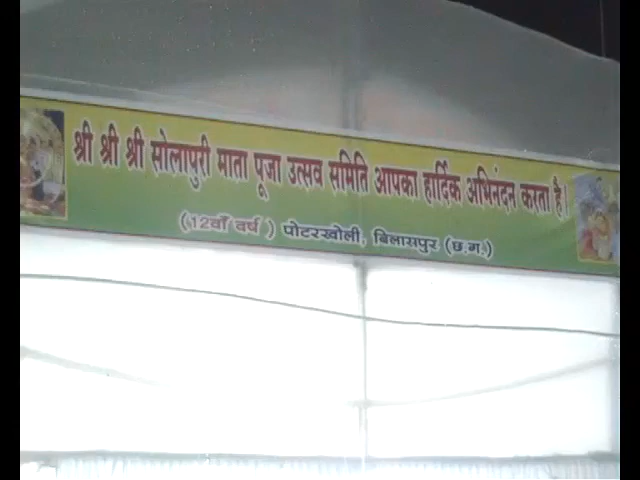 श्री श्री श्री सोलापुरी माता पूजा उत्सव समिति आपका हार्दिक अभिनंदन करता है।
(12वाँ वर्ष ) पोटरखोली, बिलासपुर (छ.ग.)